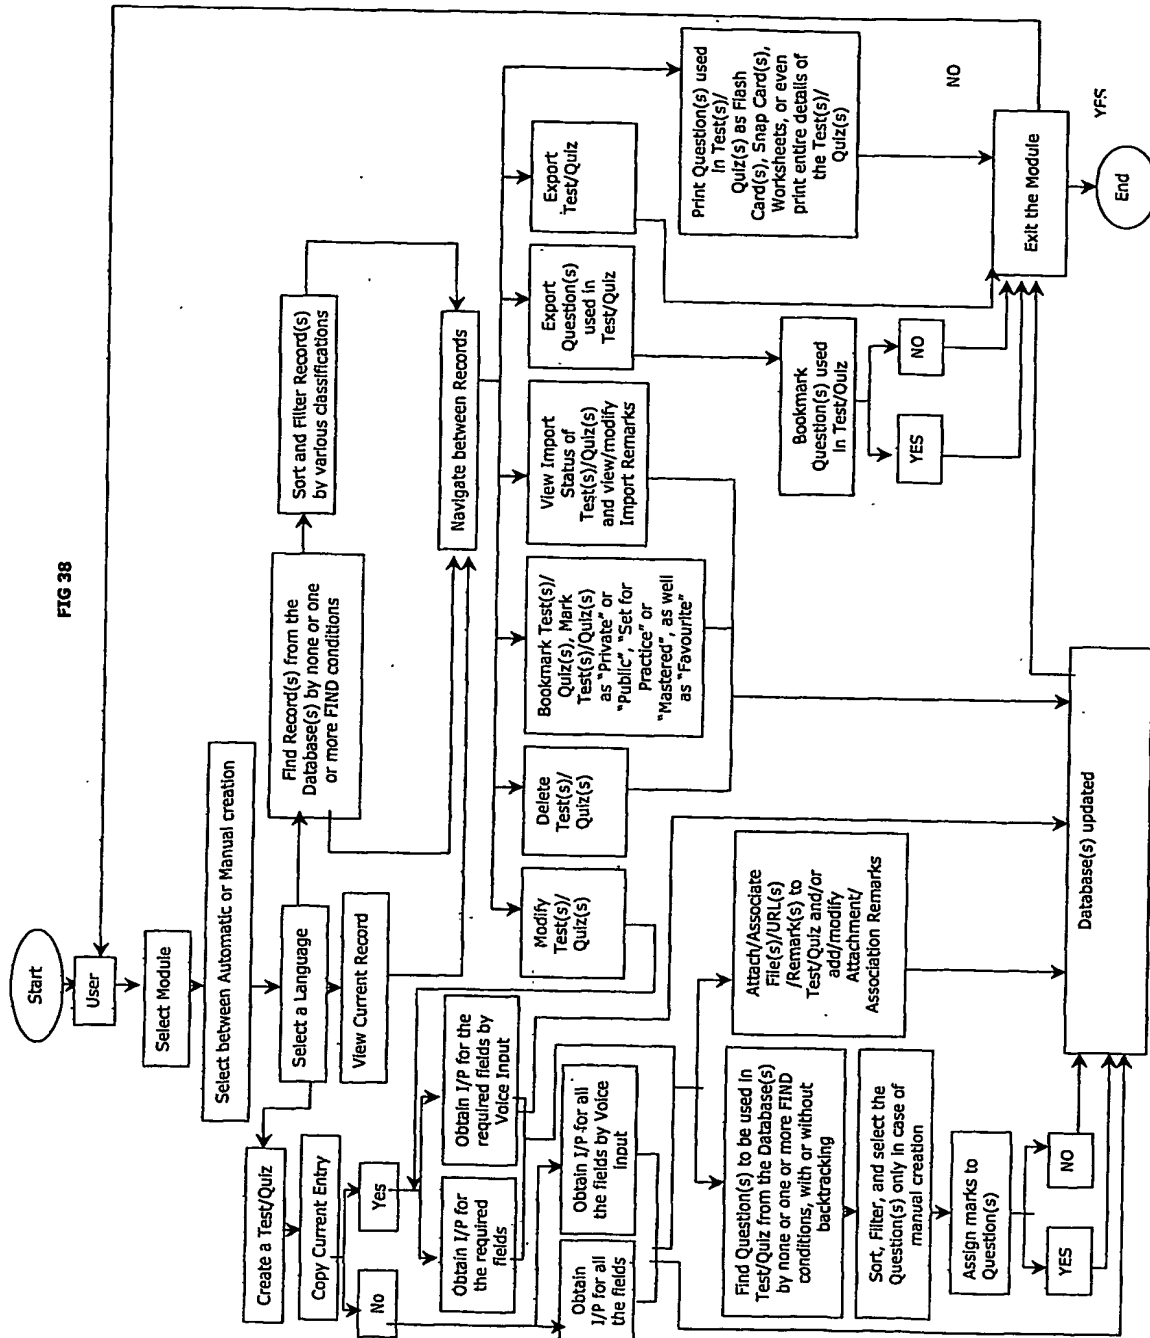 FIG 38
Start
User
Select Module
Select between Automatic or Manual creation
Select a Language
View Current Record
Create a Test/Quiz
Copy Current Entry
Yes
No
Find Record(s) from the
Database(s) by none or one
or more FIND conditions
Sort and Filter Record(s)
by various classifications
Navigate between Records
Obtain I/P for
the required
fields
Obtain I/P for the
required fields by
Voice Input
Obtain
I/P for all
the fields
Obtain I/P for all
the fields by Voice
Input
Modify
Test(s)/
Quiz(s)
Delete
Test(s)/
Quiz(s)
Bookmark Test(s)/
Quiz(s), Mark
Test(s)/Quiz(s)
as “Private” or
“Public”, “Set for
Practice” or
“Mastered”, as well
as “Favourite”
View Import
Status of
Test(s)/Quiz(s)
and view/modify
Import Remarks
Export
Question(s)
used in
Test/Quiz
Export
Test/Quiz
Print Question(s) used
In Test(s)/
Quiz(s) as Flash
Card(s), Snap Card(s),
Worksheets, or even
print entire details of
the Test(s)/
Quiz(s)
Find Question(s) to be used in
Test/Quiz from the Database(s)
by none or one or more FIND
conditions, with or without
backtracking
Attach/Associate
File(s)/URL(s)
/Remark(s) to
Test/Quiz and/or
add/modify
Attachment/
Association Remarks
Bookmark
Question(s) used
In Test/Quiz
YES
NO
Sort, Filter, and select the
Question(s) only in case of
manual creation
Assign marks to
Question(s)
YES
NO
Database(s) updated
Exit the Module
NO
YES
End